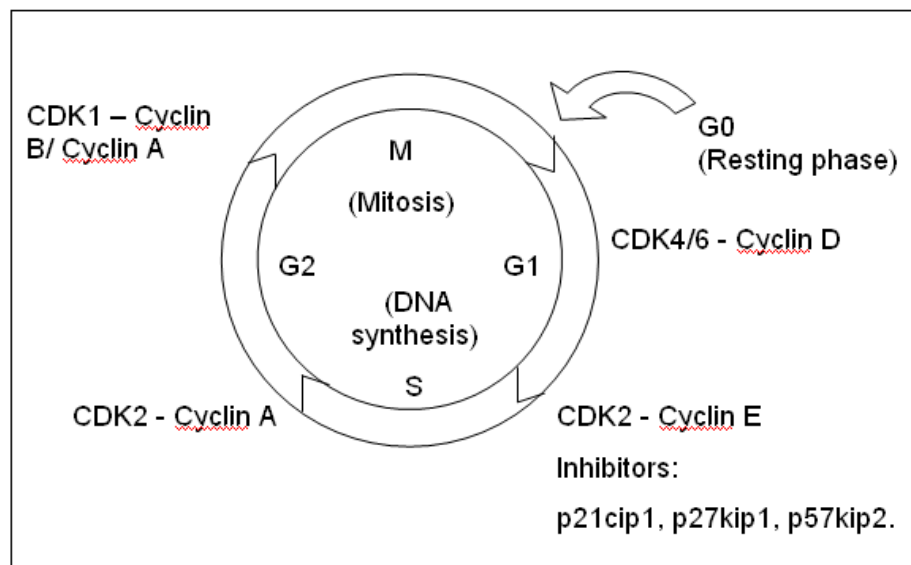 CDK1 – Cyclin
B/ Cyclin A
M
(Mitosis)
G0
(Resting phase)
CDK4/6 - Cyclin D
G2
G1
(DNA
synthesis)
S
CDK2 - Cyclin A
CDK2 - Cyclin E
Inhibitors:
p21cip1, p27kip1, p57kip2.